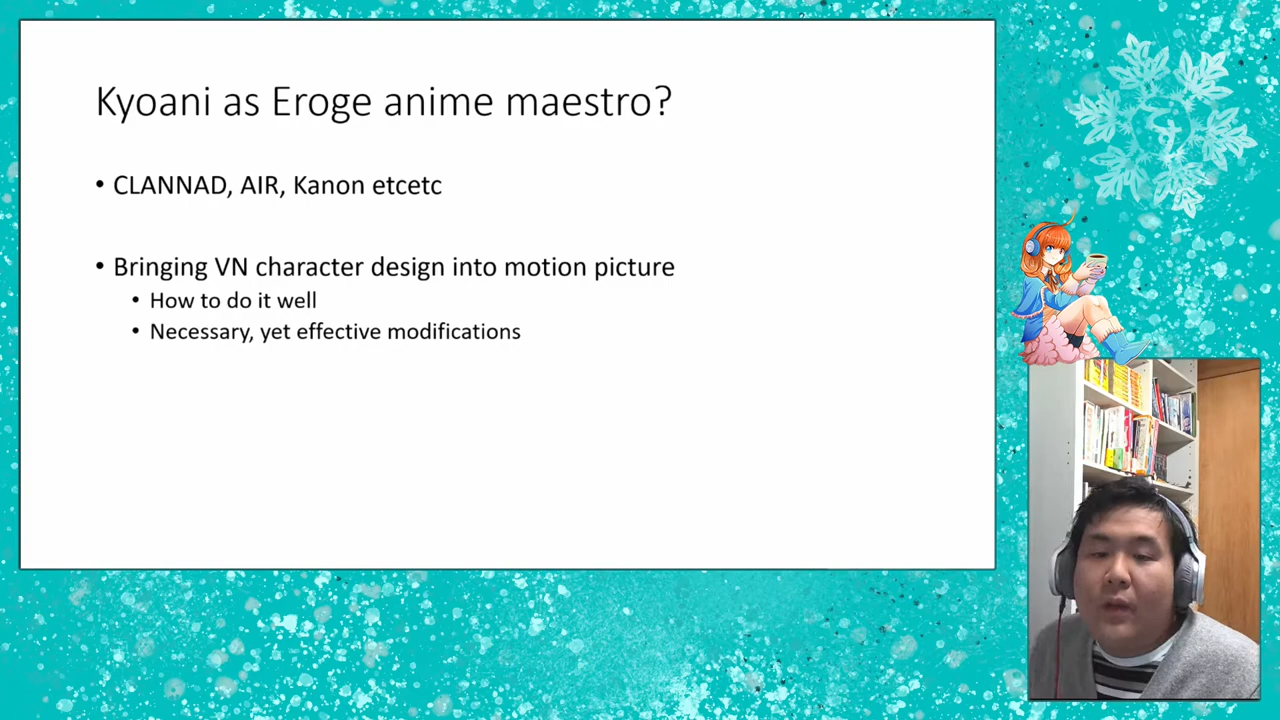 Kyoani as Eroge anime maestro?
• CLANNAD, AIR, Kanon etcetc
• Bringing VN character design into motion picture
• How to do it well
• Necessary, yet effective modifications